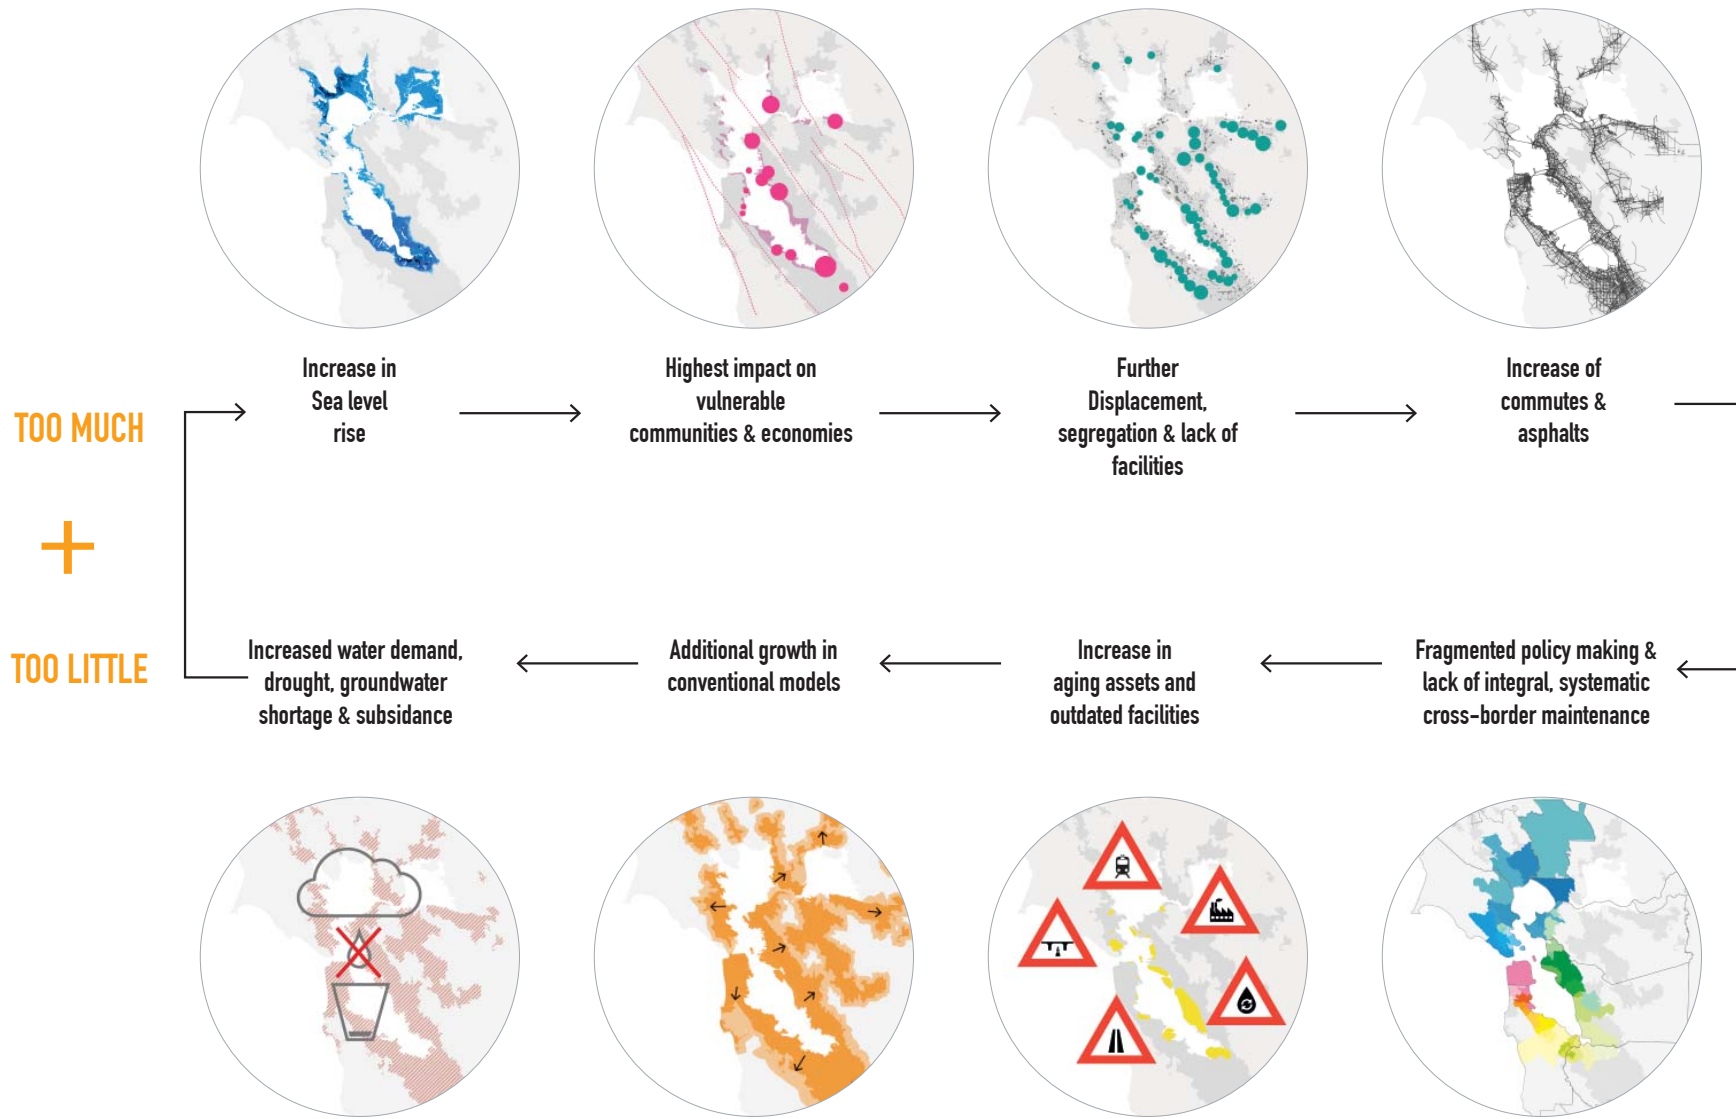 Increase in
Sea level
rise
Highest impact on
vulnerable
communities & economies
Further
Displacement,
segregation & lack of
facilities
Increase of
commutes &
asphalts
TOO MUCH
+
TOO LITTLE
Increased water demand,
drought, groundwater
shortage & subsidance
Additional growth in
conventional models
Increase in
aging assets and
outdated facilities
Fragmented policy making &
lack of integral, systematic
cross-border maintenance